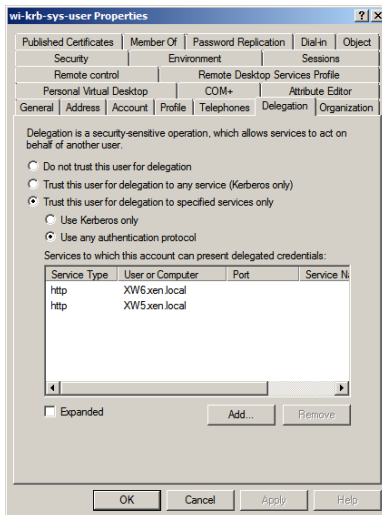 wi-krb-sys-user Properties
Published Certificates Member Of Password Replication Dial-in Object
Security Environment Sessions
Remote control Remote Desktop Services Profile
Personal Virtual Desktop COM+ Attribute Editor
General Address Account Profile Telephones Delegation Organization
Delegation is a security-sensitive operation, which allows services to act on
behalf of another user.
Do not trust this user for delegation
Trust this user for delegation to any service (Kerberos only)
Trust this user for delegation to specified services only
Use Kerberos only
Use any authentication protocol
Services to which this account can present delegated credentials:
Service Type User or Computer Port Service Na
http XW6.xen.local
http XW5.xen.local
Expanded Add... Remove
OK Cancel Apply Help